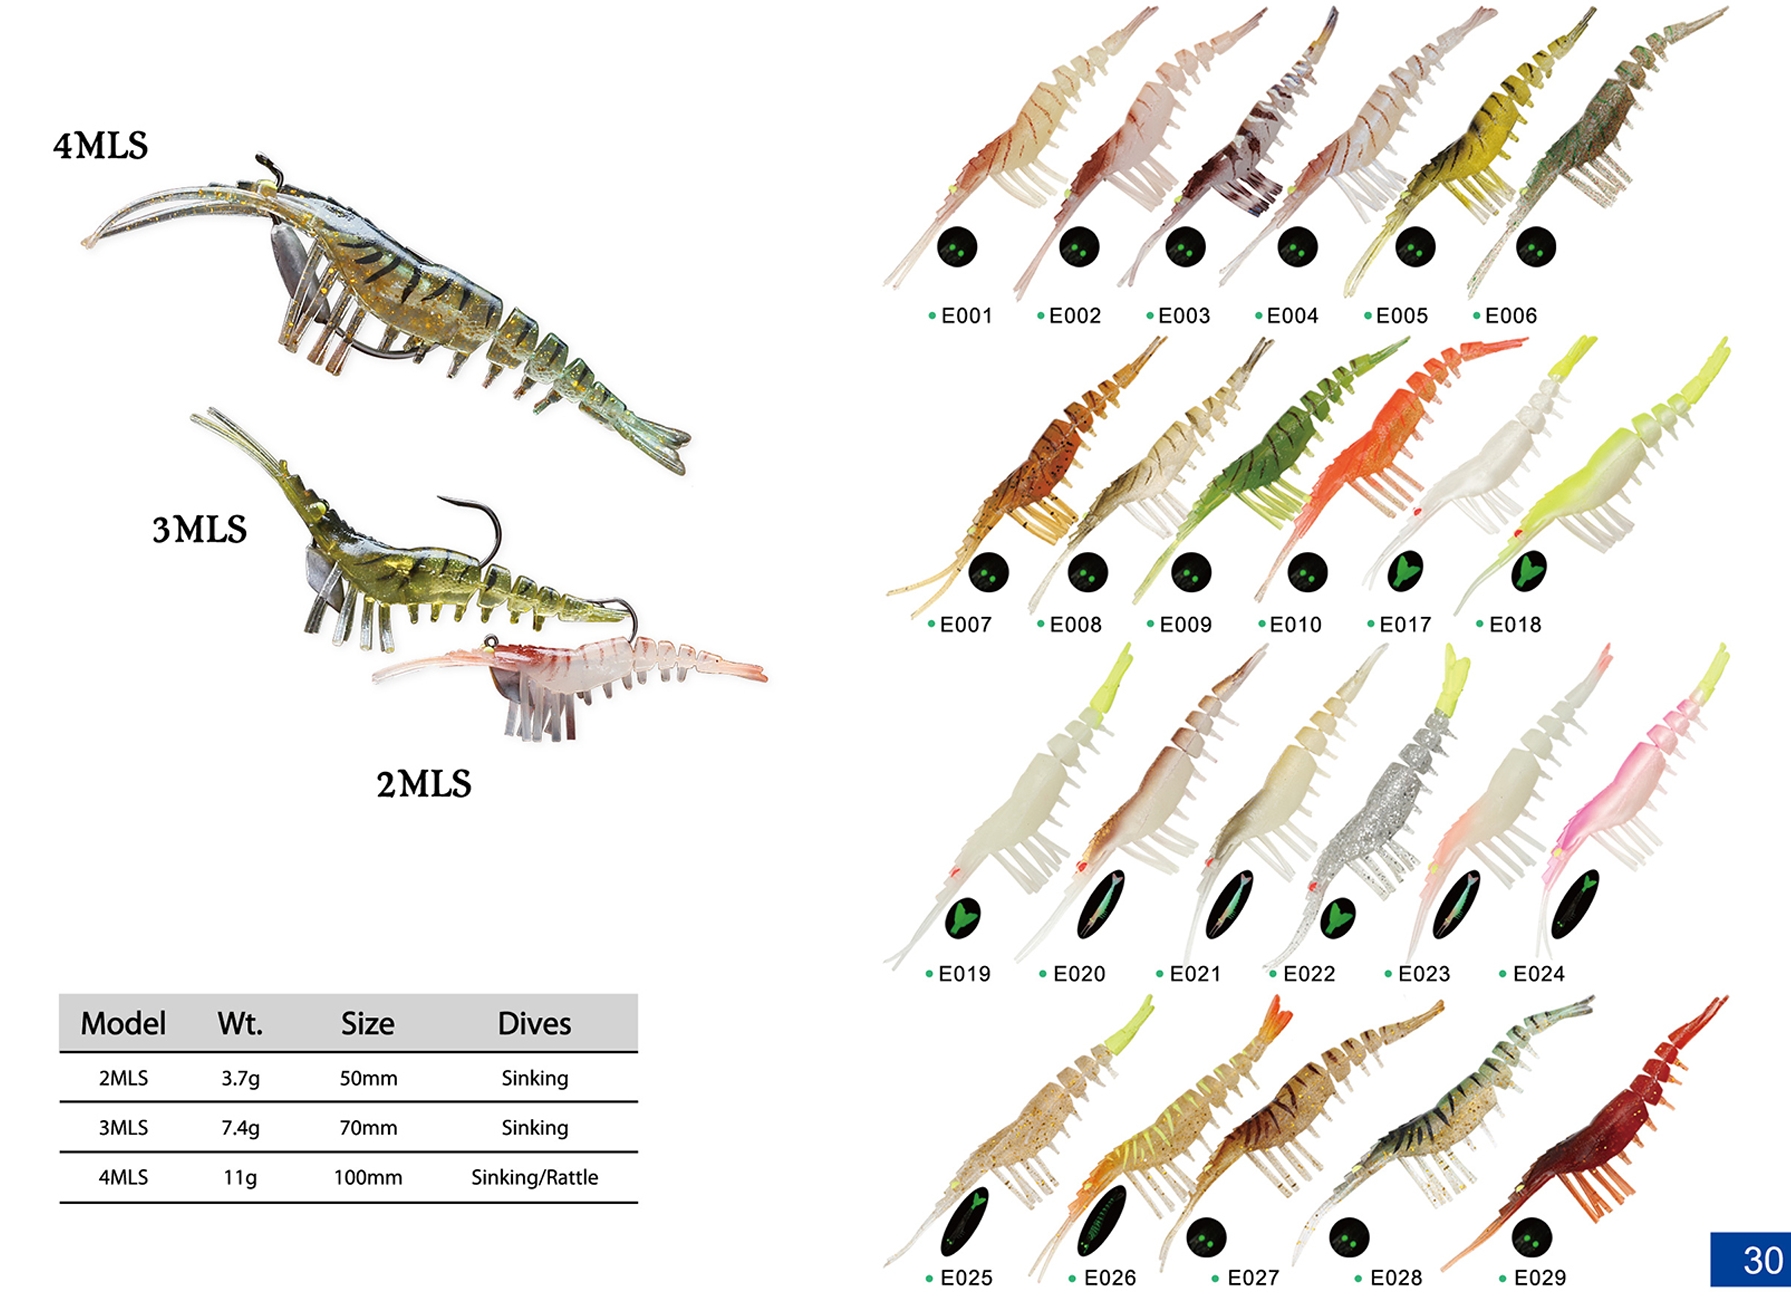 4MLS
3MLS
2MLS
Model Wt. Size Dives
2MLS 3.7g 50mm Sinking
3MLS 7.4g 70mm Sinking
4MLS 11g 100mm Sinking/Rattle
• E001 • E002 • E003 • E004 • E005 • E006
• E007 • E008 • E009 • E010 • E017 • E018
• E019 • E020 • E021 • E022 • E023 • E024
• E025 • E026 • E027 • E028 • E029
30